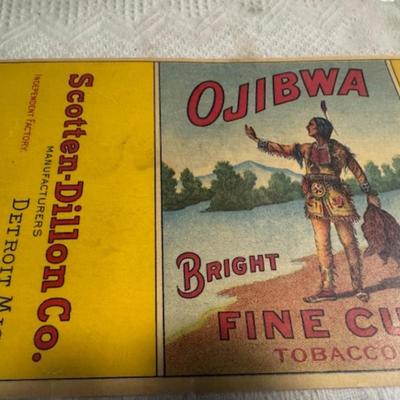 Scotten-Dillon Co.
MANUFACTURERS
INDEPENDENT FACTORY.
DETROIT
OJIBWA
BRIGHT
FINE
TOBACCO